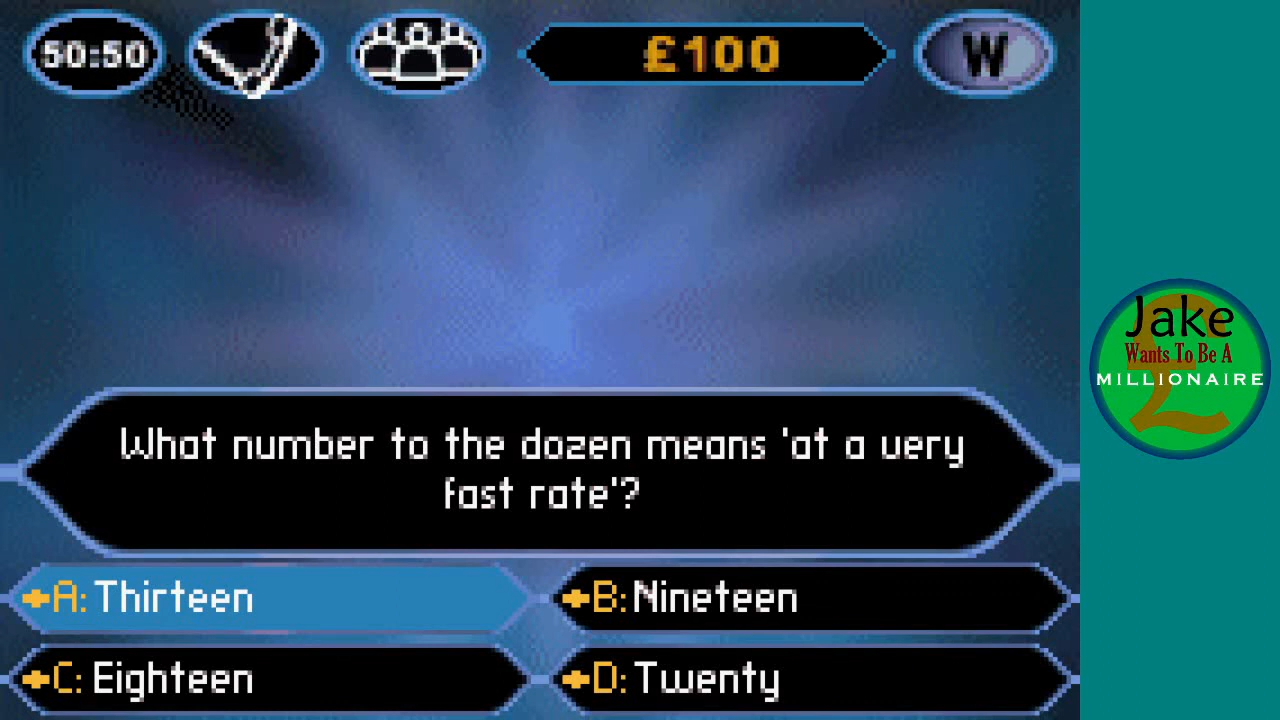 50:50
£100
W
What number to the dozen means 'at a very
fast rate'?
A: Thirteen
B: Nineteen
C: Eighteen
D: Twenty
Jake
Wants To Be A
MILLIONAIRE
£